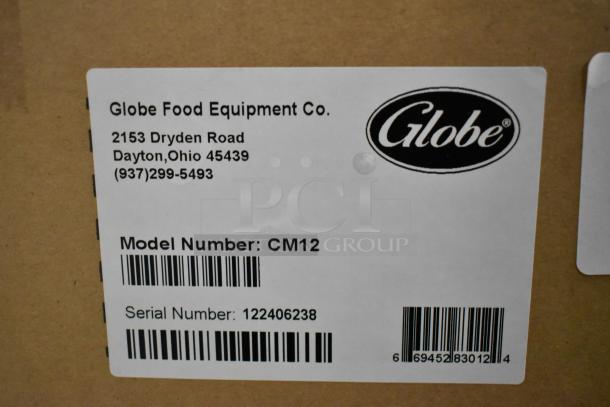 Globe Food Equipment Co.
2153 Dryden Road
Dayton,Ohio 45439
(937)299-5493
Globe®
PCI
GROUP
Model Number: CM12
Serial Number: 122406238
6 69452 83012 4